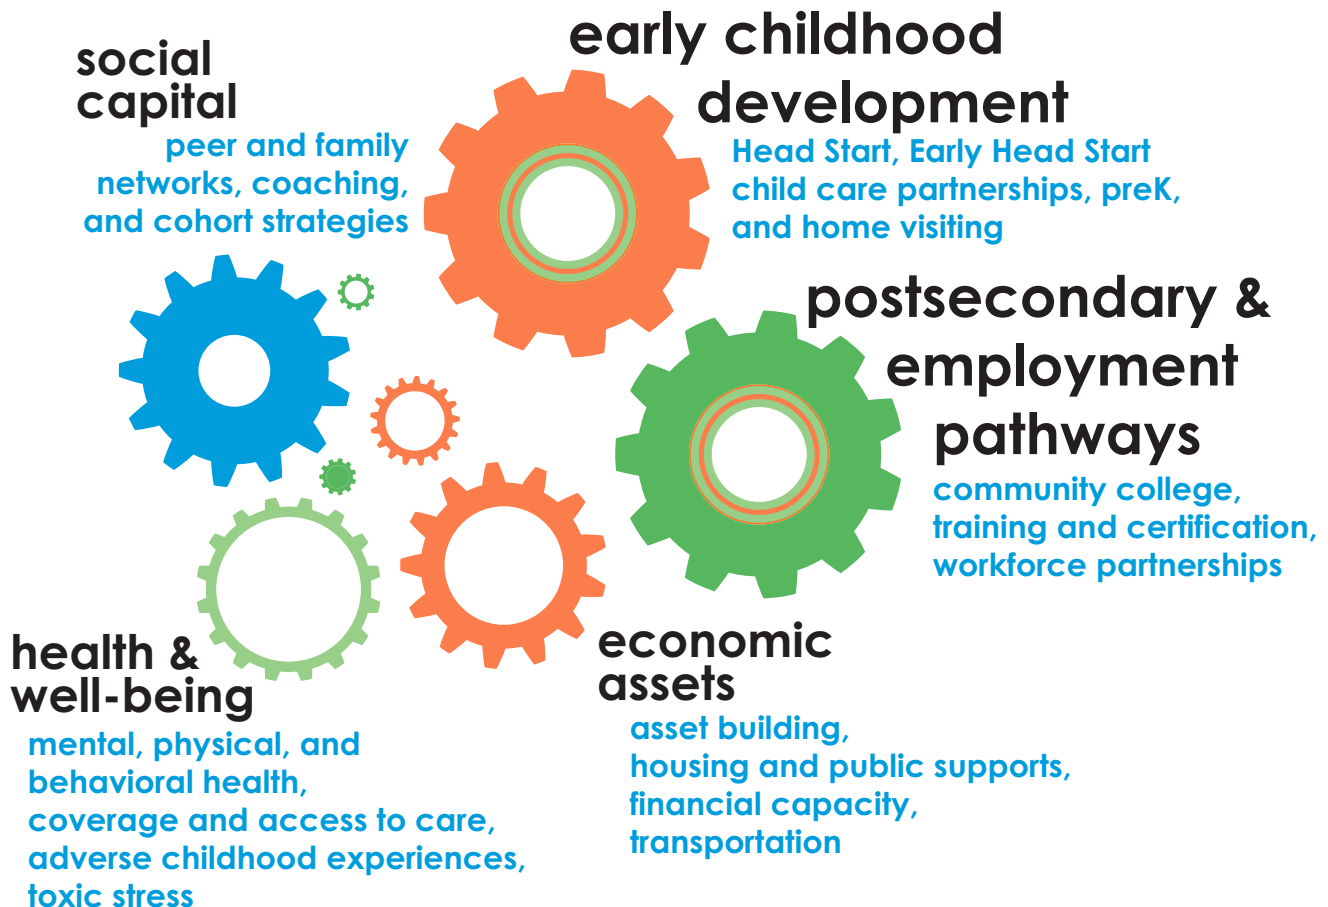 social
capital
peer and family
networks, coaching,
and cohort strategies
early childhood
development
Head Start, Early Head Start
child care partnerships, preK,
and home visiting
postsecondary &
employment
pathways
community college,
training and certification,
workforce partnerships
economic
assets
asset building,
housing and public supports,
financial capacity,
transportation
health &
well-being
mental, physical, and
behavioral health,
coverage and access to care,
adverse childhood experiences,
toxic stress